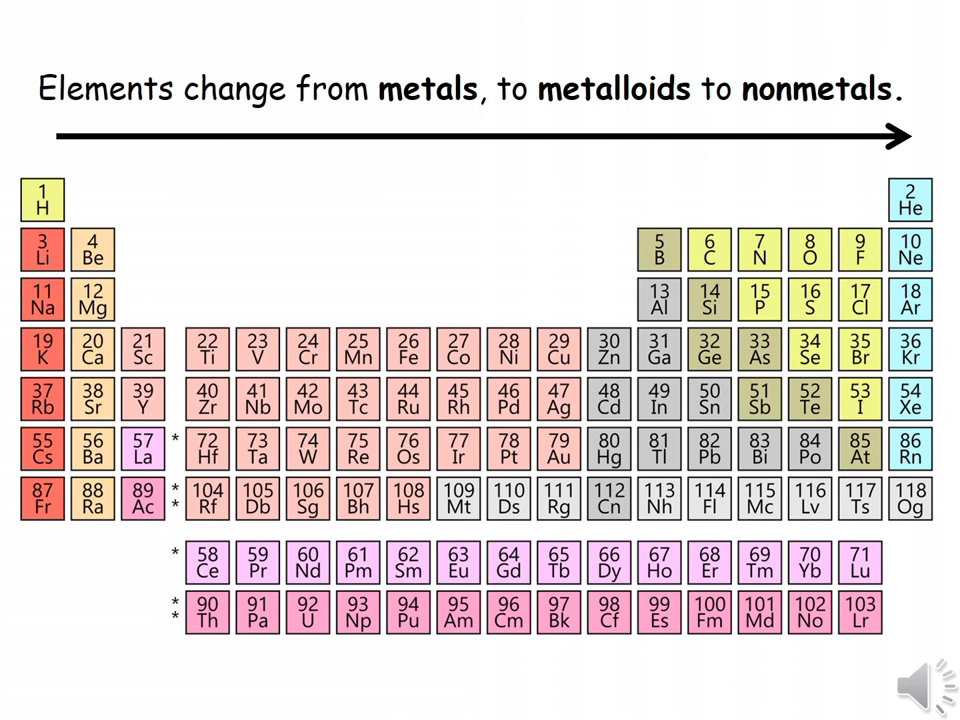 Elements change from metals, to metalloids to nonmetals.
1 2
H He
3 4 5 6 7 8 9 10
Li Be B C N O F Ne
11 12 13 14 15 16 17 18
Na Mg Al Si P S Cl Ar
19 20 21 22 23 24 25 26 27 28 29 30 31 32 33 34 35 36
K Ca Sc Ti V Cr Mn Fe Co Ni Cu Zn Ga Ge As Se Br Kr
37 38 39 40 41 42 43 44 45 46 47 48 49 50 51 52 53 54
Rb Sr Y Zr Nb Mo Tc Ru Rh Pd Ag Cd In Sn Sb Te I Xe
55 56 57 * 72 73 74 75 76 77 78 79 80 81 82 83 84 85 86
Cs Ba La Hf Ta W Re Os Ir Pt Au Hg Tl Pb Bi Po At Rn
87 88 89 * 104 105 106 107 108 109 110 111 112 113 114 115 116 117 118
Fr Ra Ac * Rf Db Sg Bh Hs Mt Ds Rg Cn Nh Fl Mc Lv Ts Og
* 58 59 60 61 62 63 64 65 66 67 68 69 70 71
Ce Pr Nd Pm Sm Eu Gd Tb Dy Ho Er Tm Yb Lu
* 90 91 92 93 94 95 96 97 98 99 100 101 102 103
* Th Pa U Np Pu Am Cm Bk Cf Es Fm Md No Lr